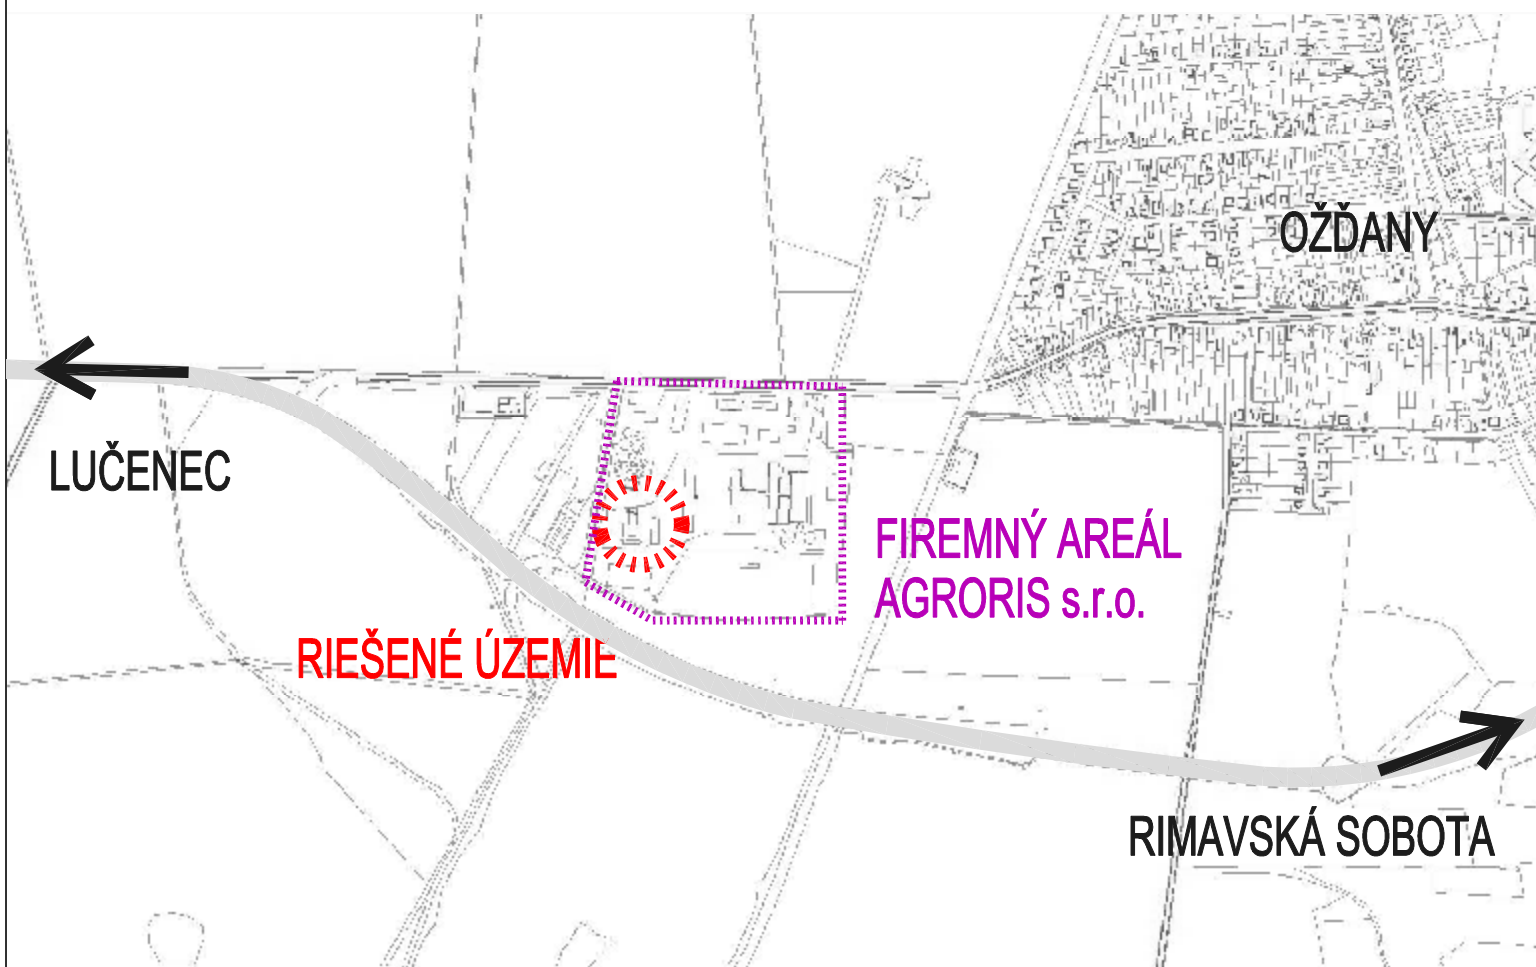 OŽĎANY
LUČENEC
FIREMNÝ AREÁL
AGRORIS s.r.o.
RIEŠENÉ ÚZEMIE
RIMAVSKÁ SOBOTA